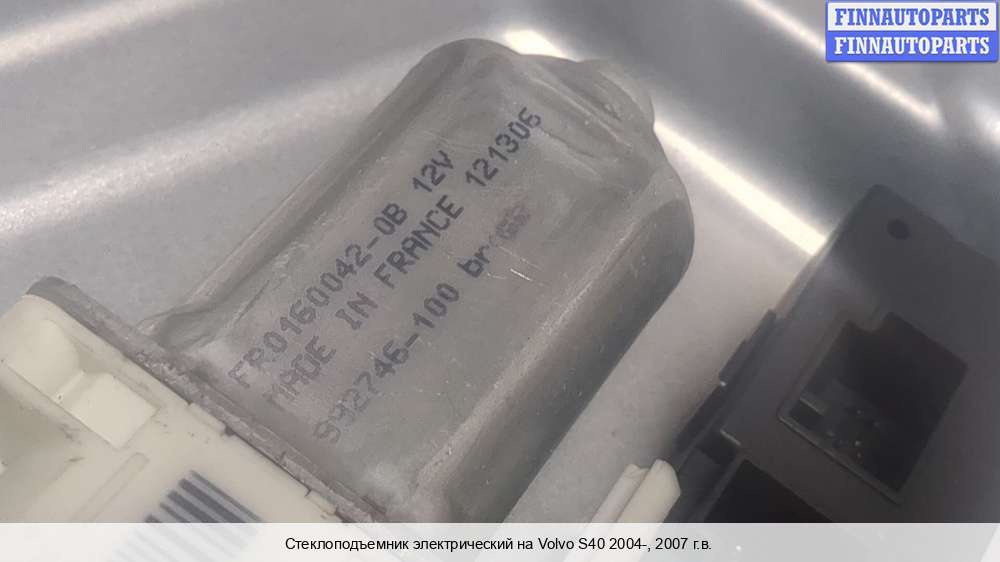 FINNAUTOPARTS
FINNAUTOPARTS
FR0160042-0B 12V
MADE IN FRANCE 121306
992746-100
Стеклоподъемник электрический на Volvo S40 2004-, 2007 г.в.